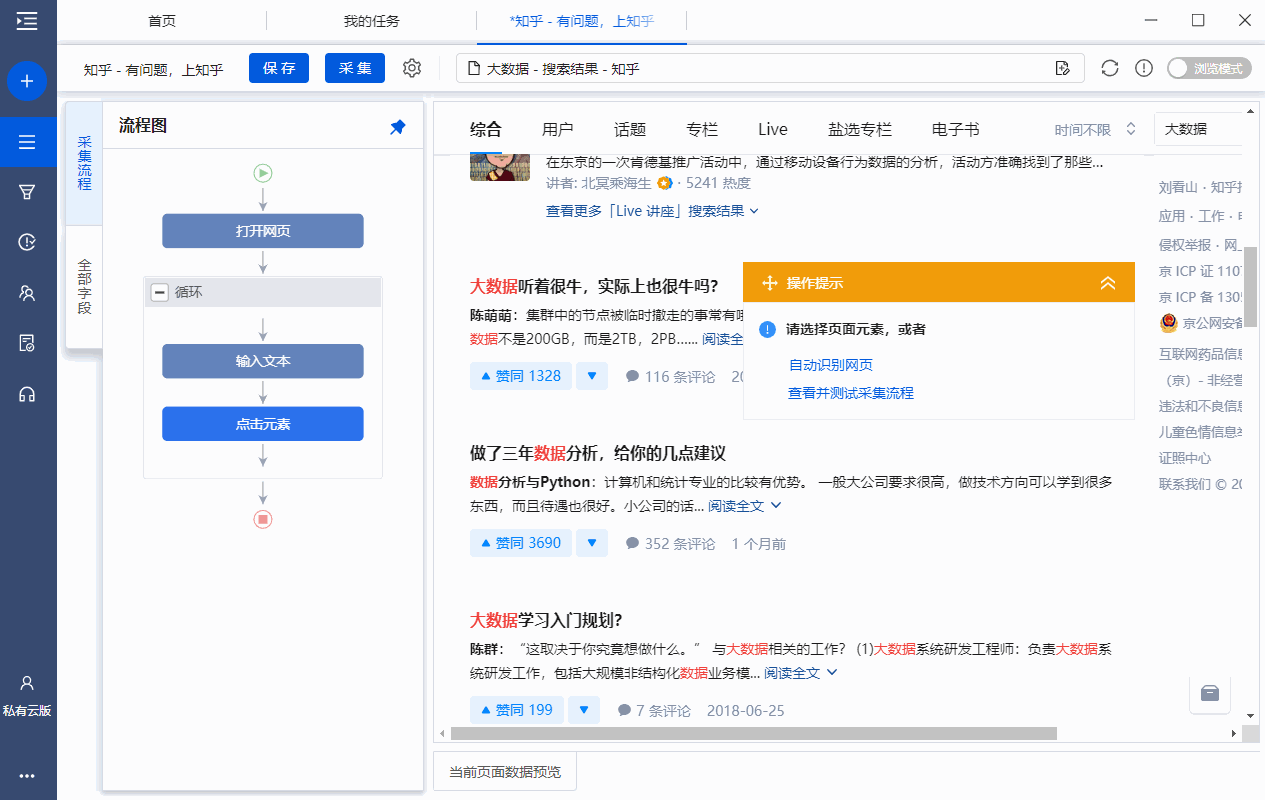 首页
我的任务
*知乎 - 有问题，上知乎
知乎 - 有问题，上知乎
保 存
采 集
大数据 - 搜索结果 - 知乎
浏览模式
采集流程
全部字段
流程图
打开网页
循环
输入文本
点击元素
私有云版
综合
用户
话题
专栏
Live
盐选专栏
电子书
时间不限
大数据
在东京的一次肯德基推广活动中，通过移动设备行为数据的分析，活动方准确找到了那些...
讲者: 北冥乘海生 · 5241 热度
查看更多「Live 讲座」搜索结果
大数据听着很牛，实际上也很牛吗？
陈萌萌：集群中的节点被临时撤走的事常有
数据不是200GB，而是2TB，2PB...... 阅读全
赞同 1328
116 条评论
操作提示
请选择页面元素，或者
自动识别网页
查看并测试采集流程
做了三年数据分析，给你的几点建议
数据分析与Python：计算机和统计专业的比较有优势。 一般大公司要求很高，做技术方向可以学到很多
东西，而且待遇也很好。小公司的话... 阅读全文
赞同 3690
352 条评论
1 个月前
大数据学习入门规划？
陈群：“这取决于你究竟想做什么。” 与大数据相关的工作？ (1)大数据系统研发工程师：负责大数据系
统研发工作，包括大规模非结构化数据业务模... 阅读全文
赞同 199
7 条评论
2018-06-25
刘看山 · 知乎
应用 · 工作 ·
侵权举报 · 网
京 ICP 证 110
京 ICP 备 130
京公网安备
互联网药品信息
（京）- 非经营
违法和不良信息
儿童色情信息
证照中心
联系我们 © 20
当前页面数据预览